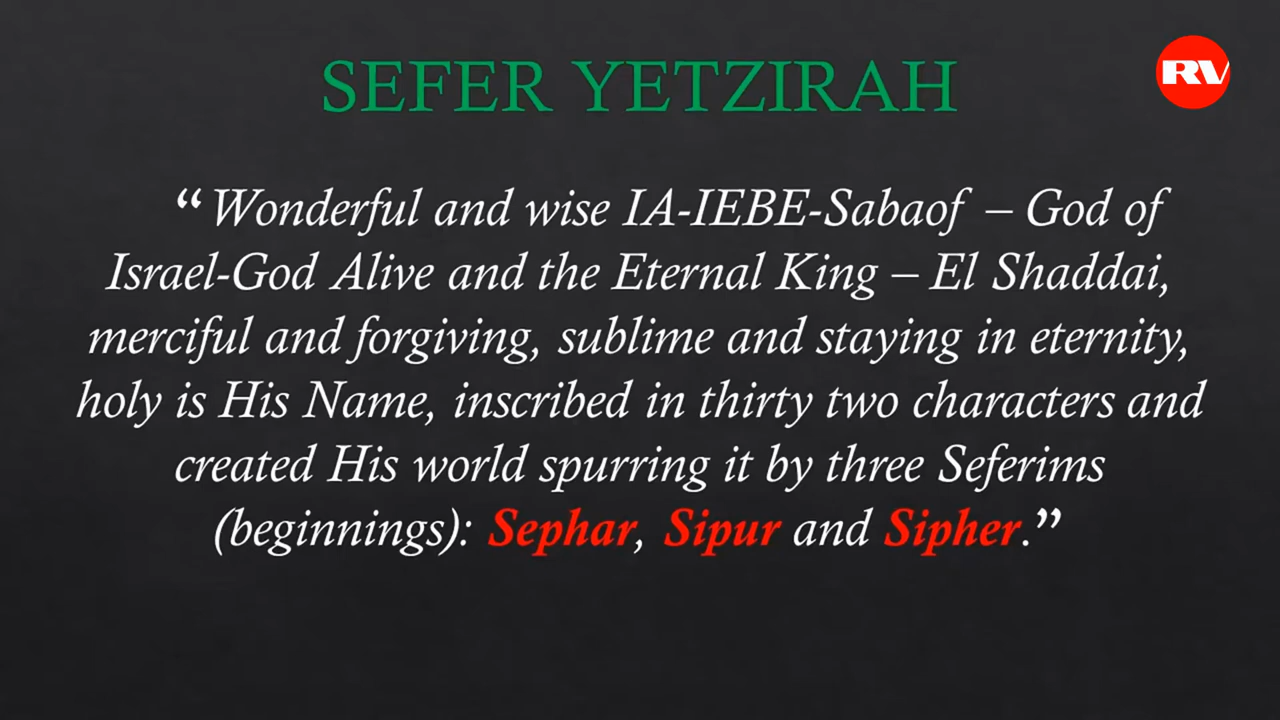 SEFER YETZIRAH
RV
“Wonderful and wise IA-IEBE-Sabaof – God of
Israel-God Alive and the Eternal King – El Shaddai,
merciful and forgiving, sublime and staying in eternity,
holy is His Name, inscribed in thirty two characters and
created His world spurring it by three Seferims
(beginnings): Sephar, Sipur and Sipher.”